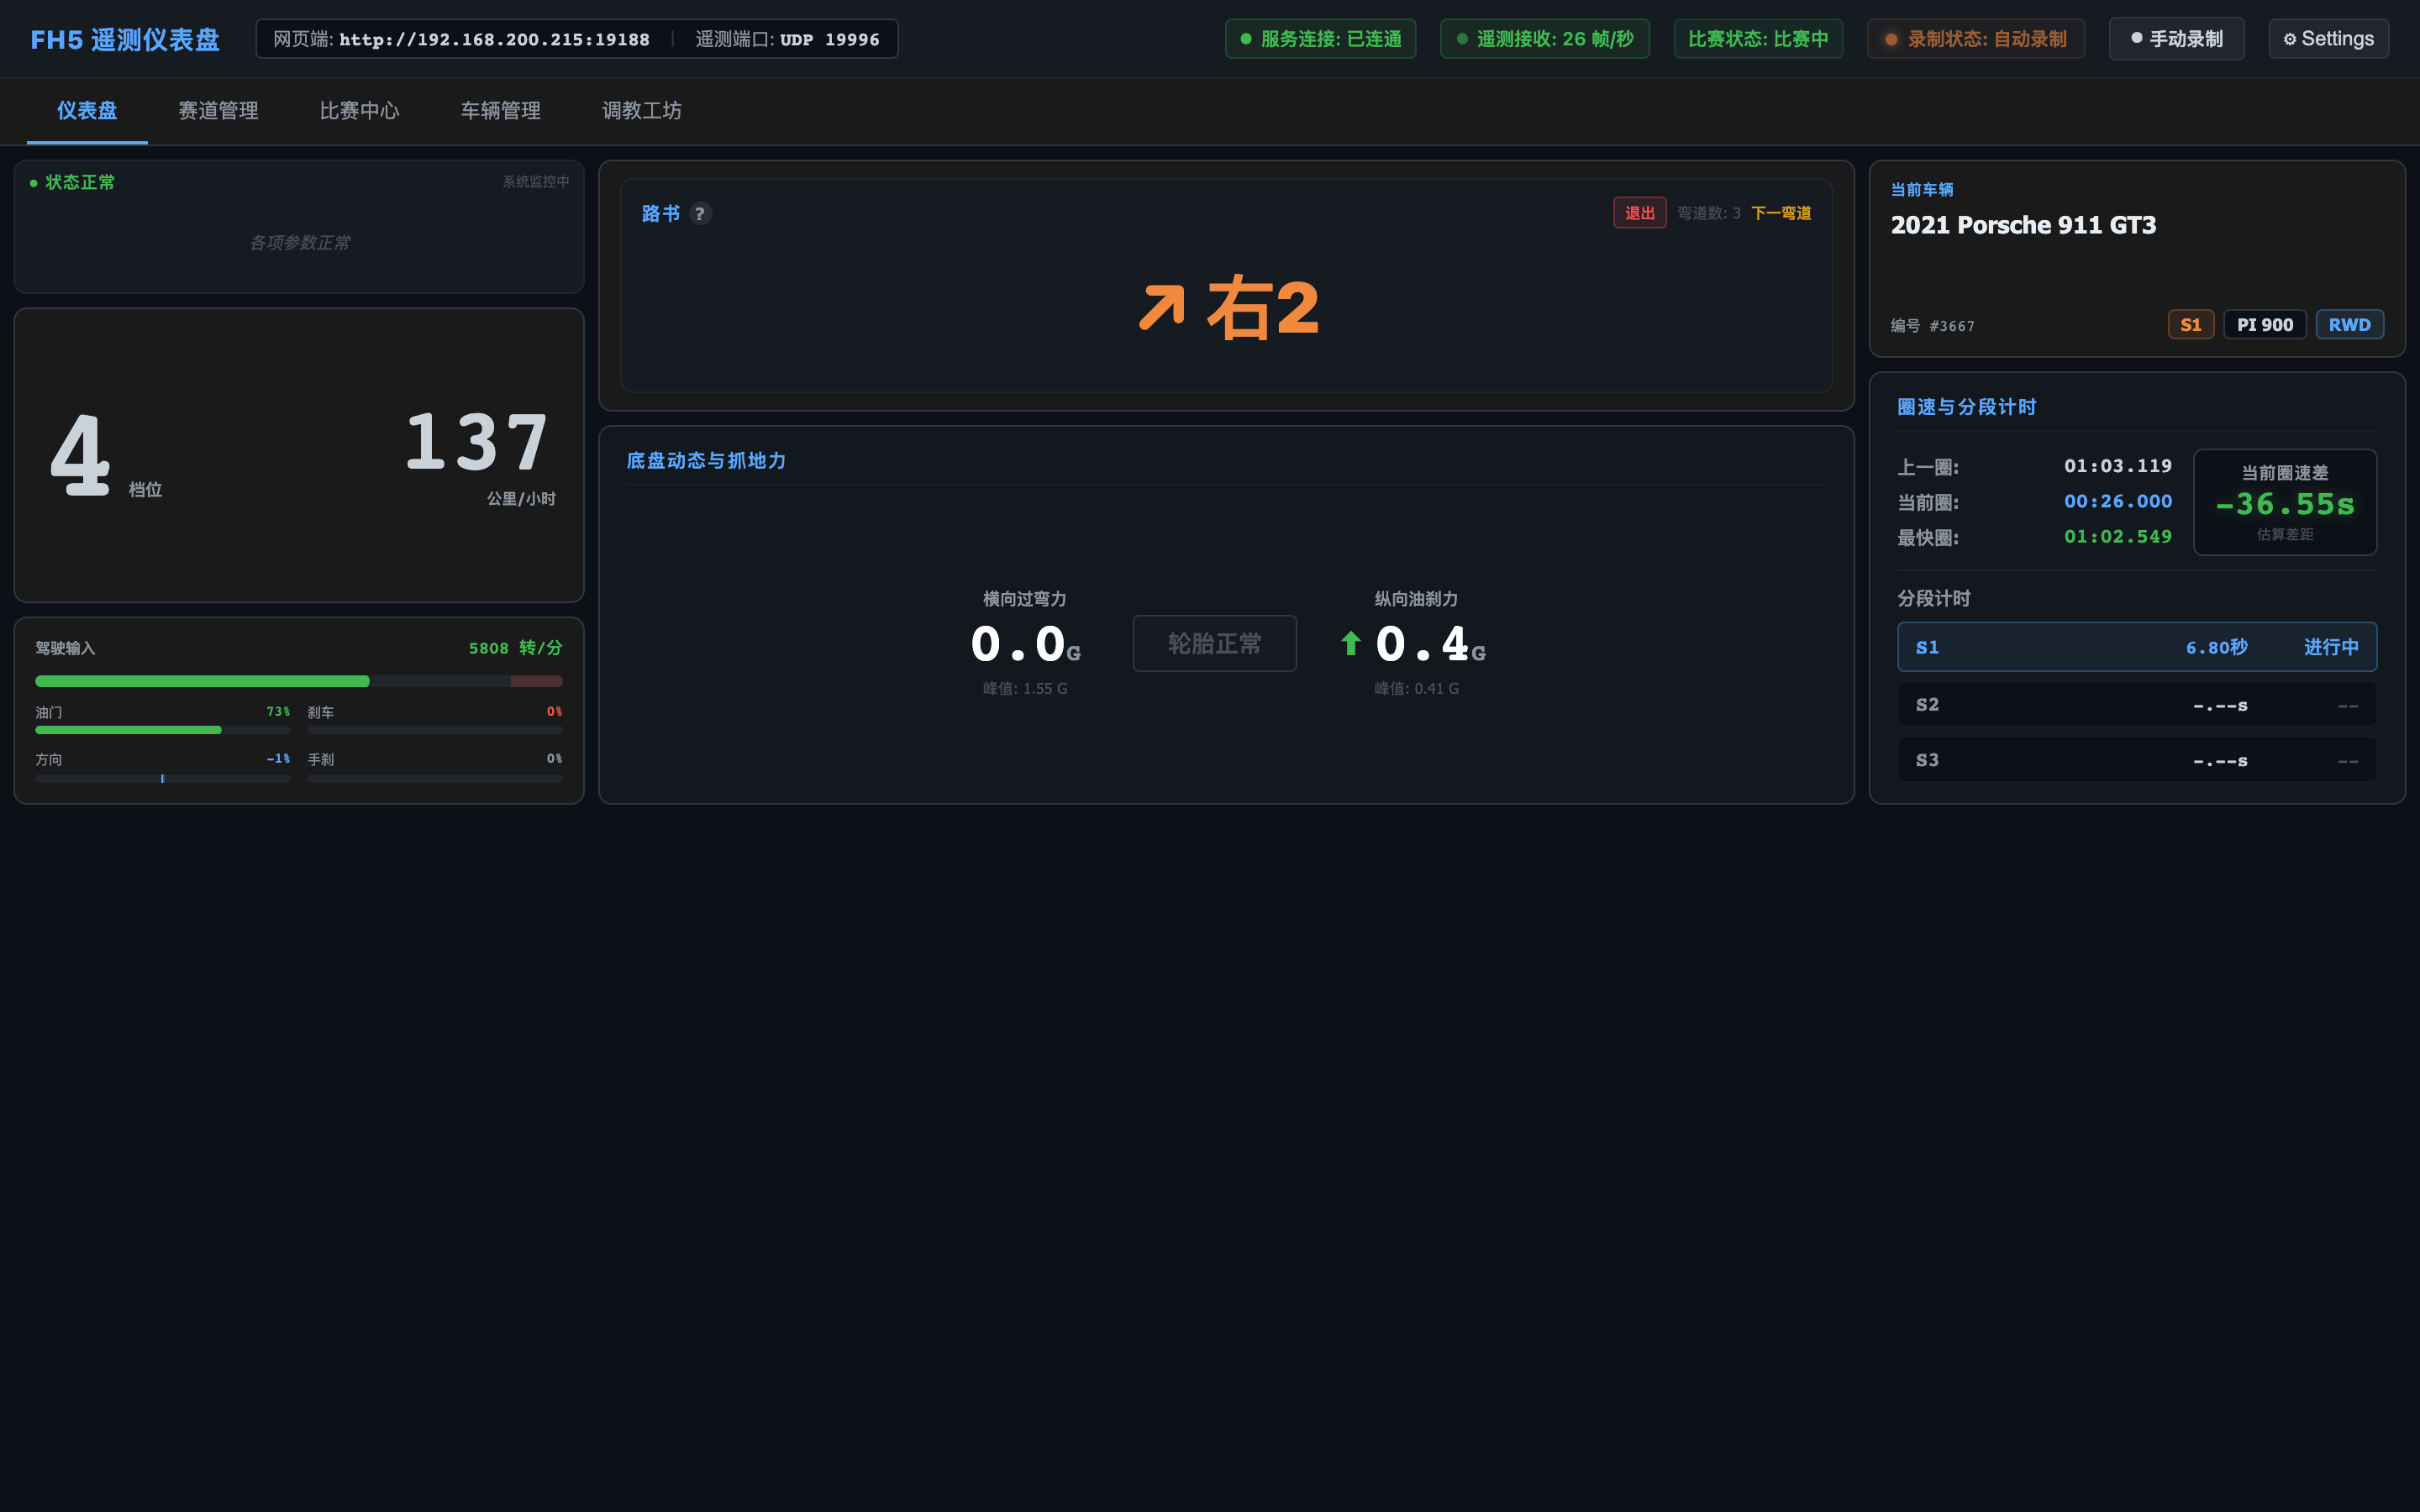 FH5 遥测仪表盘
网页端: http://192.168.200.215:19188 | 遥测端口: UDP 19996
服务连接: 已连通
遥测接收: 26 帧/秒
比赛状态: 比赛中
录制状态: 自动录制
手动录制
⚙ Settings
仪表盘 赛道管理 比赛中心 车辆管理 调教工坊
状态正常 系统监控中
各项参数正常
4 档位
137
公里/小时
驾驶输入 5808 转/分
油门 73% 刹车 0%
方向 -1% 手刹 0%
路书 ? 退出 弯道数: 3 下一弯道
↗ 右2
底盘动态与抓地力
横向过弯力
0.0G
峰值: 1.55 G
轮胎正常
纵向油刹力
⬆ 0.4G
峰值: 0.41 G
当前车辆
2021 Porsche 911 GT3
编号 #3667 S1 PI 900 RWD
圈速与分段计时
上一圈: 01:03.119
当前圈: 00:26.000
最快圈: 01:02.549
当前圈速差
-36.55s
估算差距
分段计时
S1 6.80秒 进行中
S2 -.--s --
S3 -.--s --